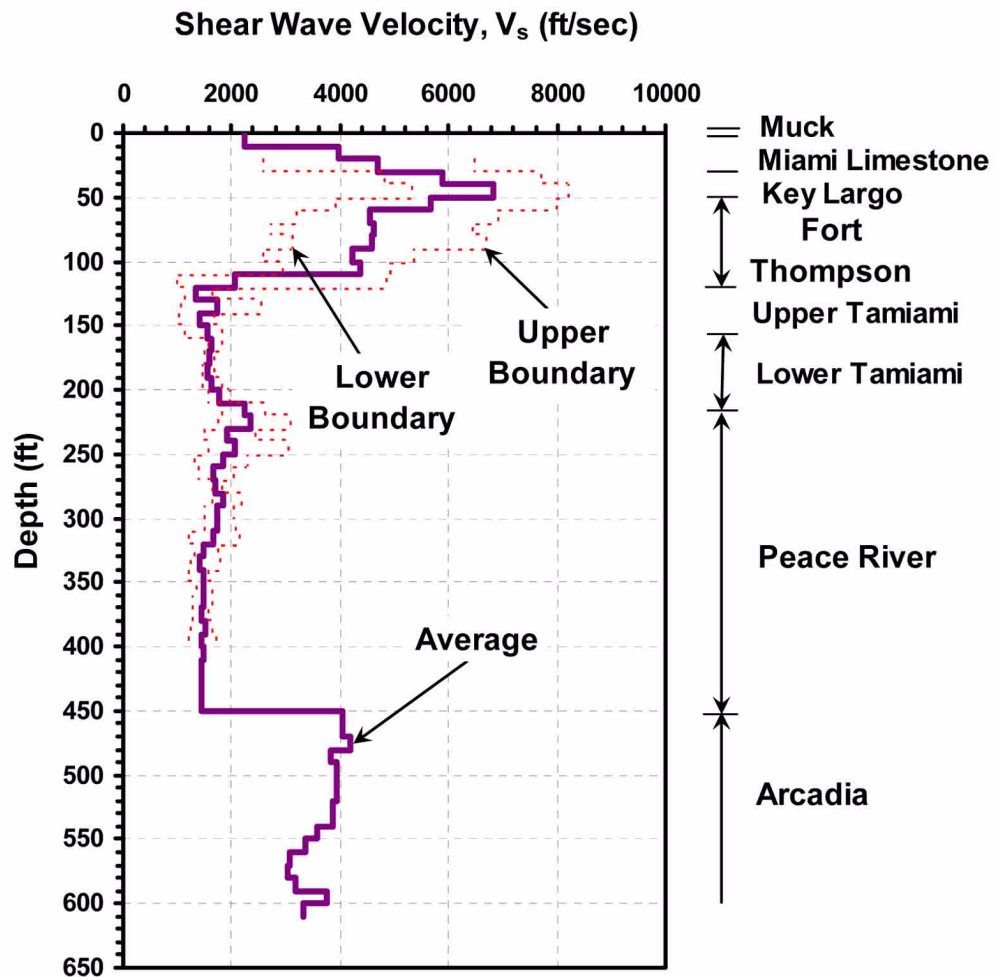 Shear Wave Velocity, Vs (ft/sec)
0 2000 4000 6000 8000 10000
0
50
100
150
200
250
300
350
400
450
500
550
600
650
Depth (ft)
Lower
Boundary
Upper
Boundary
Average
Muck
Miami Limestone
Key Largo
Fort
Thompson
Upper Tamiami
Lower Tamiami
Peace River
Arcadia